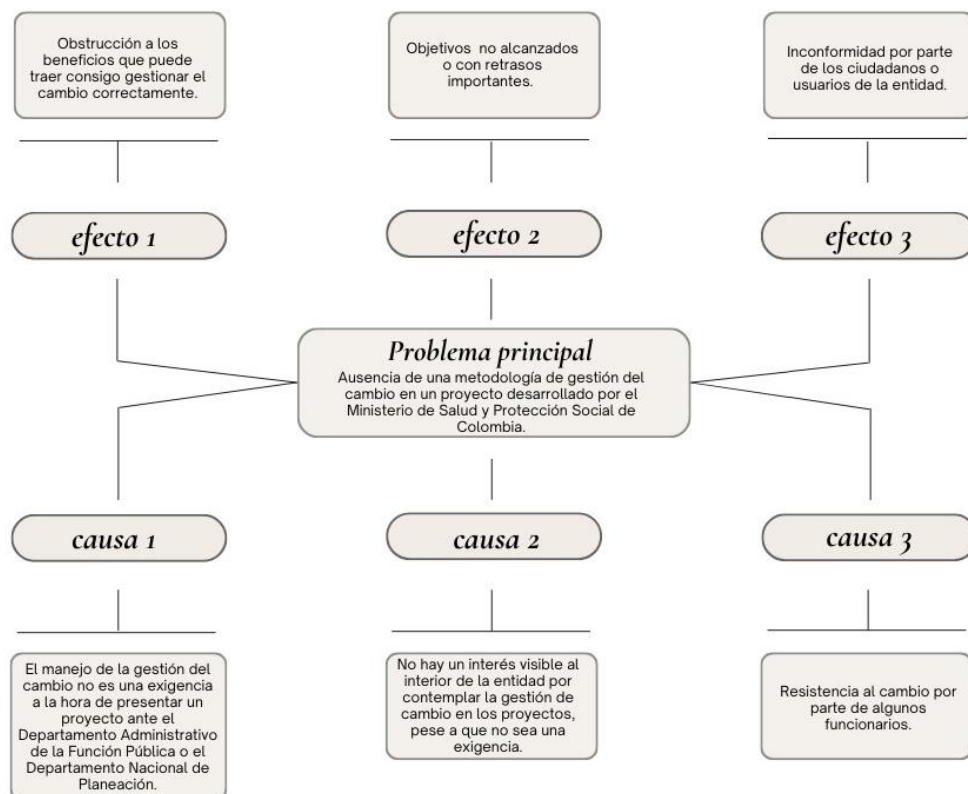 Obstrucción a los
beneficios que puede
traer consigo gestionar el
cambio correctamente.
Objetivos no alcanzados
o con retrasos
importantes.
Inconformidad por parte
de los ciudadanos o
usuarios de la entidad.
efecto 1
efecto 2
efecto 3
Problema principal
Ausencia de una metodología de gestión del
cambio en un proyecto desarrollado por el
Ministerio de Salud y Protección Social de
Colombia.
causa 1
causa 2
causa 3
El manejo de la gestión del
cambio no es una exigencia
a la hora de presentar un
proyecto ante el
Departamento Administrativo
de la Función Pública o el
Departamento Nacional de
Planeación.
No hay un interés visible al
interior de la entidad por
contemplar la gestión de
cambio en los proyectos,
pese a que no sea una
exigencia.
Resistencia al cambio por
parte de algunos
funcionarios.